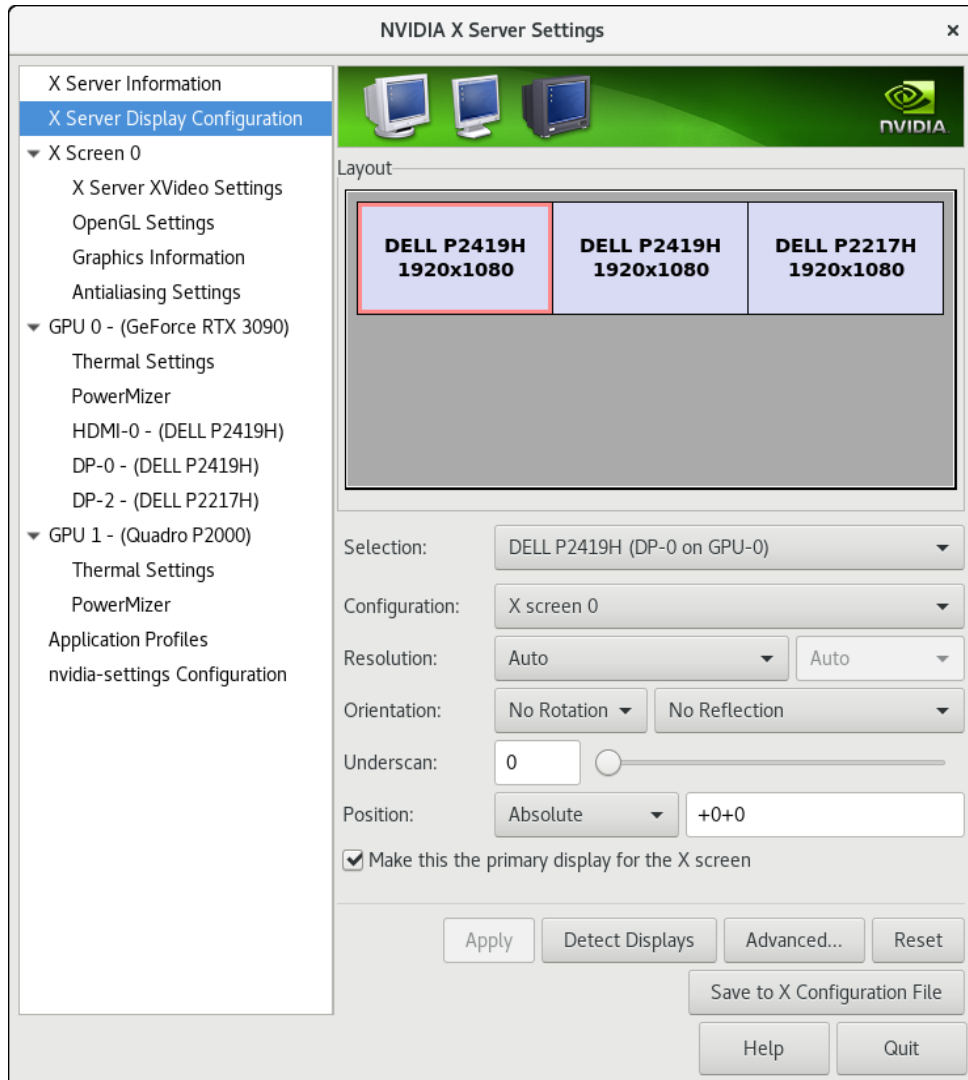 NVIDIA X Server Settings
X Server Information
X Server Display Configuration
X Screen 0
X Server XVideo Settings
OpenGL Settings
Graphics Information
Antialiasing Settings
GPU 0 - (GeForce RTX 3090)
Thermal Settings
PowerMizer
HDMI-0 - (DELL P2419H)
DP-0 - (DELL P2419H)
DP-2 - (DELL P2217H)
GPU 1 - (Quadro P2000)
Thermal Settings
PowerMizer
Application Profiles
nvidia-settings Configuration
NVIDIA.
Layout
DELL P2419H
1920x1080
DELL P2419H
1920x1080
DELL P2217H
1920x1080
Selection: DELL P2419H (DP-0 on GPU-0)
Configuration: X screen 0
Resolution: Auto Auto
Orientation: No Rotation No Reflection
Underscan: 0
Position: Absolute +0+0
Make this the primary display for the X screen
Apply Detect Displays Advanced... Reset
Save to X Configuration File
Help Quit